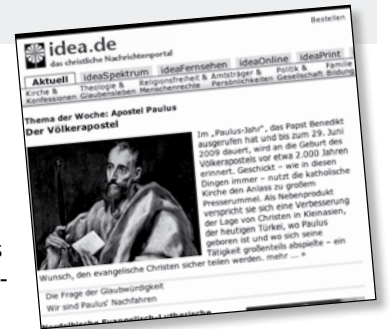 Bestellen
idea.de
das christliche Nachrichtenportal
Aktuell ideaSpektrum ideaFernsehen ideaOnline ideaPrint
Kirche & Konfessionen Theologie & Glaubensleben Religionsfreiheit & Menschenrechte Amtsträger & Persönlichkeiten Politik & Gesellschaft Familie Bildung
Thema der Woche: Apostel Paulus
Der Völkerapostel
Im „Paulus-Jahr“, das Papst Benedikt
ausgerufen hat und bis zum 29. Juni
2009 dauert, wird an die Geburt des
Völkerapostels vor etwa 2.000 Jahren
erinnert. Geschickt – wie in diesen
Dingen immer – nutzt die katholische
Kirche den Anlass zu großem
Presserummel. Als Nebenprodukt
verspricht sie sich eine Verbesserung
der Lage von Christen in Kleinasien,
der heutigen Türkei, wo Paulus
geboren ist und wo sich seine
Tätigkeit großenteils abspielte – ein
Wunsch, den evangelische Christen sicher teilen werden. mehr ... »
Die Frage der Glaubwürdigkeit
Wir sind Paulus' Nachfahren